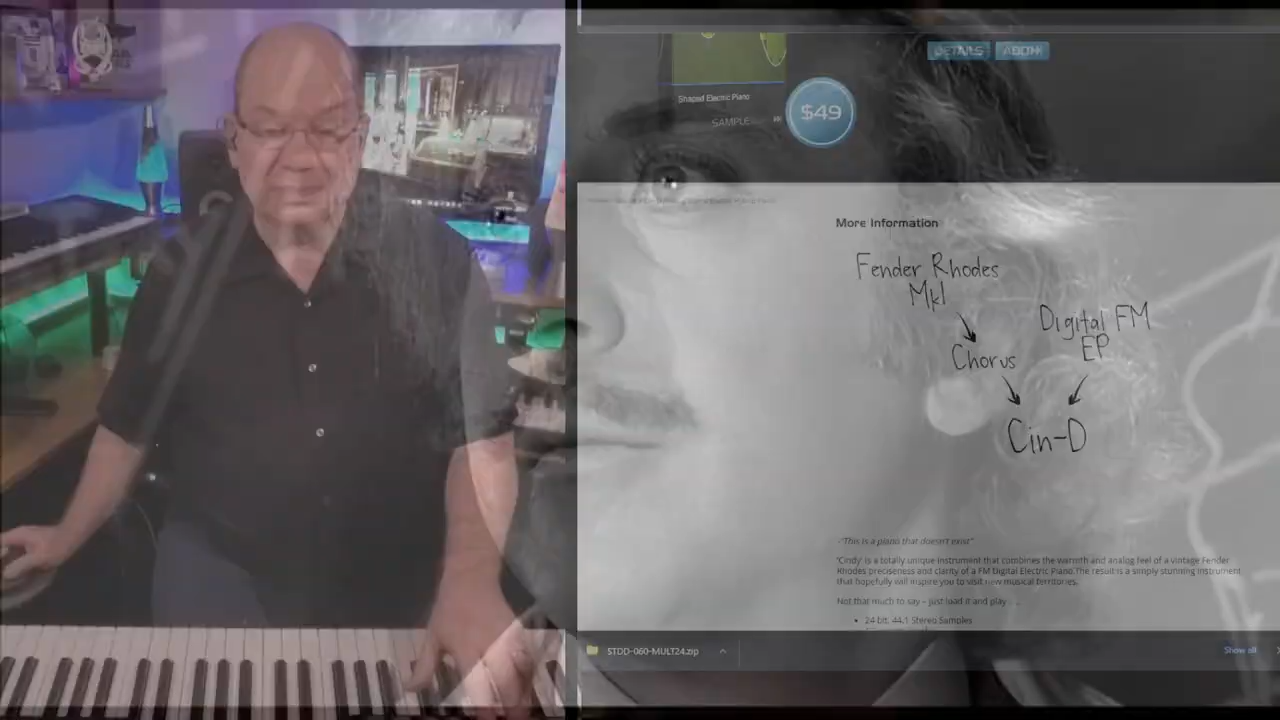 DETAILS
Shaped Electric Piano
SAMPLE
$49
More Information
Fender Rhodes
MkI
Digital FM
EP
Chorus
Cin-D
-"This is a piano that doesn't exist"
'Cindy' is a totally unique instrument that combines the warmth and analog feel of a vintage Fender
Rhodes preciseness and clarity of a FM Digital Electric Piano.The result is a simply stunning instrument
that hopefully will inspire you to visit new musical territories.
Not that much to say – just load it and play . . .
• 24 bit, 44.1 Stereo Samples
STDD-060-MULT24.zip
Show all